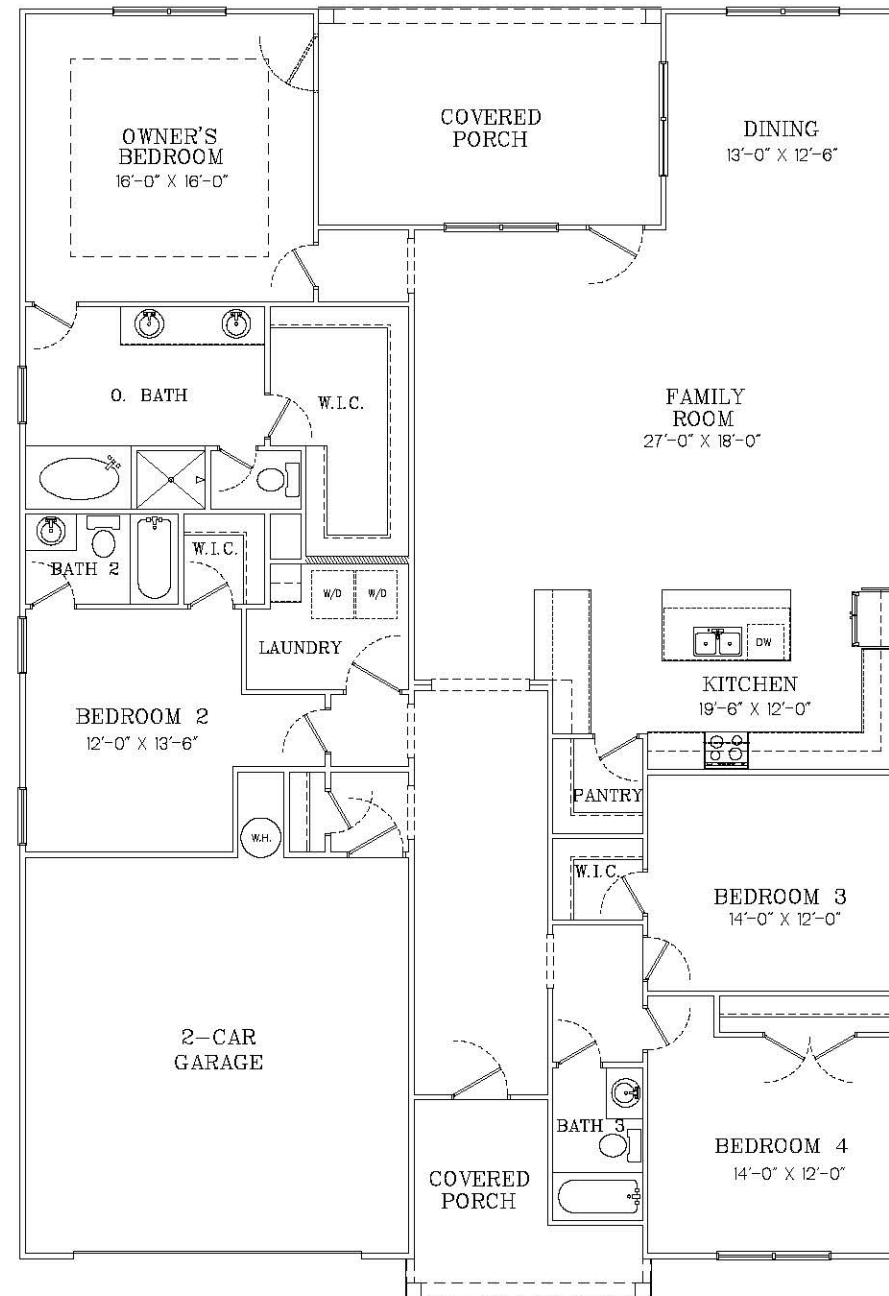 OWNER'S
BEDROOM
16'-0" X 16'-0"
COVERED
PORCH
DINING
13'-0" X 12'-6"
O. BATH
W.I.C.
FAMILY
ROOM
27'-0" X 18'-0"
BATH 2
W.I.C.
W/D
W/D
LAUNDRY
DW
KITCHEN
19'-6" X 12'-0"
BEDROOM 2
12'-0" X 13'-6"
PANTRY
W.H.
W.I.C.
BEDROOM 3
14'-0" X 12'-0"
2-CAR
GARAGE
BATH 3
BEDROOM 4
14'-0" X 12'-0"
COVERED
PORCH